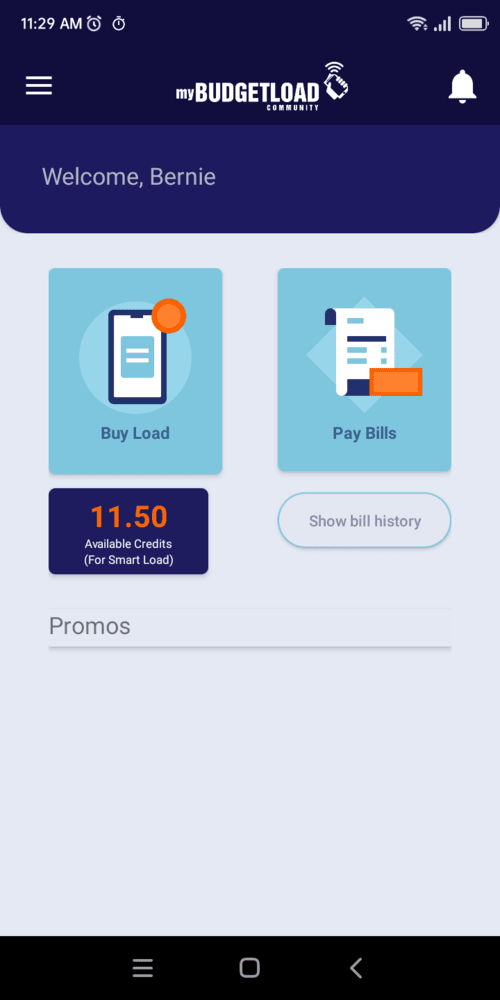 11:29 AM
myBUDGETLOAD
COMMUNITY
Welcome, Bernie
Buy Load
Pay Bills
11.50
Available Credits
(For Smart Load)
Show bill history
Promos